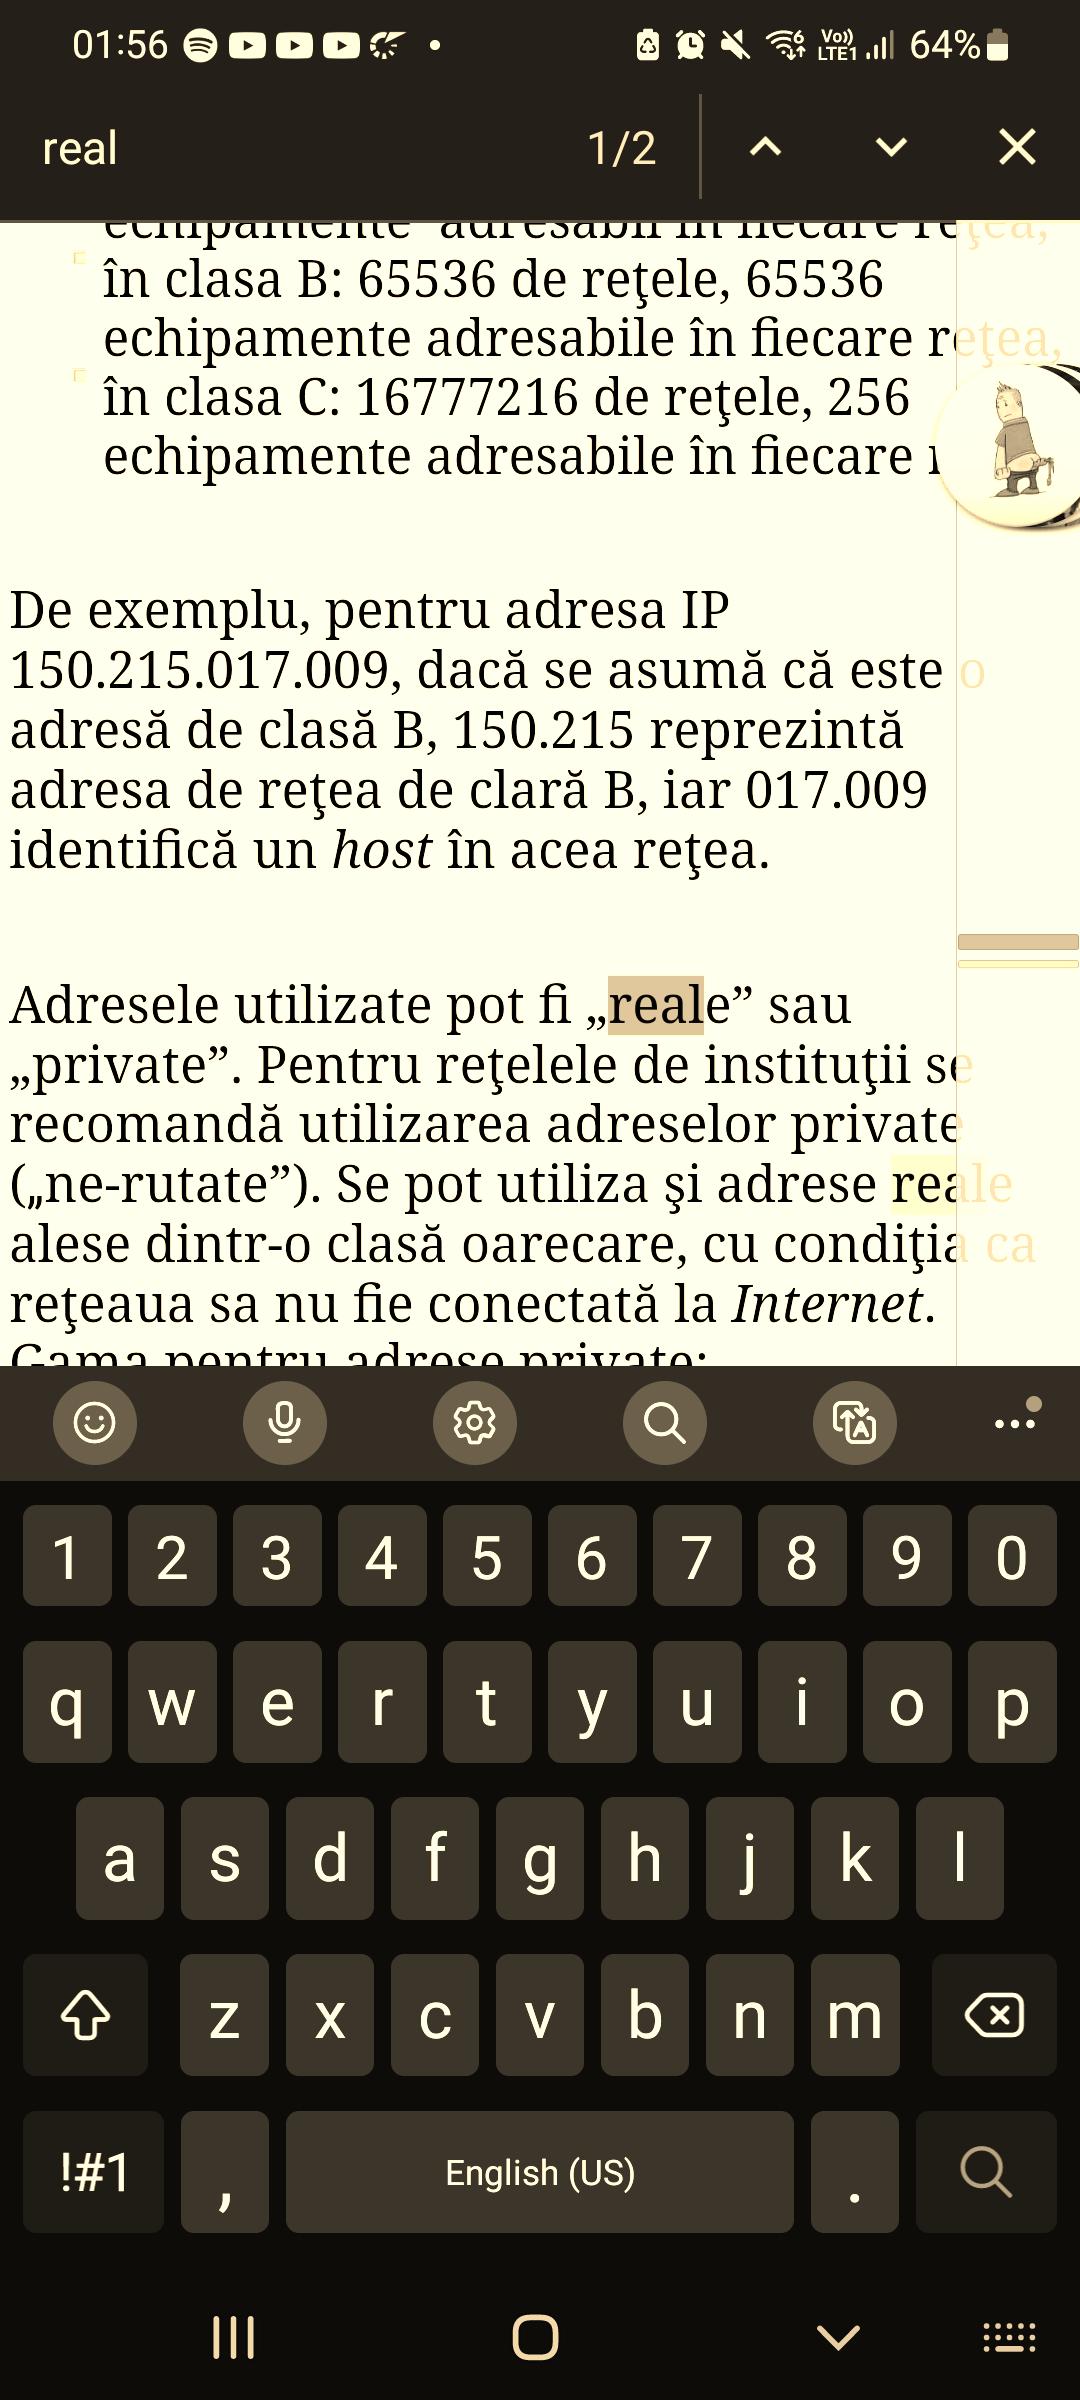 01:56
Vo)) LTE1 64%
real 1/2
echipamente adresabil în fiecare reţea,
în clasa B: 65536 de reţele, 65536
echipamente adresabile în fiecare reţea,
în clasa C: 16777216 de reţele, 256
echipamente adresabile în fiecare
De exemplu, pentru adresa IP
150.215.017.009, dacă se asumă că este o
adresă de clasă B, 150.215 reprezintă
adresa de reţea de clară B, iar 017.009
identifică un host în acea reţea.
Adresele utilizate pot fi „reale” sau
„private”. Pentru reţelele de instituţii se
recomandă utilizarea adreselor private
(„ne-rutate”). Se pot utiliza şi adrese reale
alese dintr-o clasă oarecare, cu condiţia ca
reţeaua sa nu fie conectată la Internet.
Gama pentru adrese private:
1 2 3 4 5 6 7 8 9 0
q w e r t y u i o p
a s d f g h j k l
z x c v b n m
!#1 , English (US) .